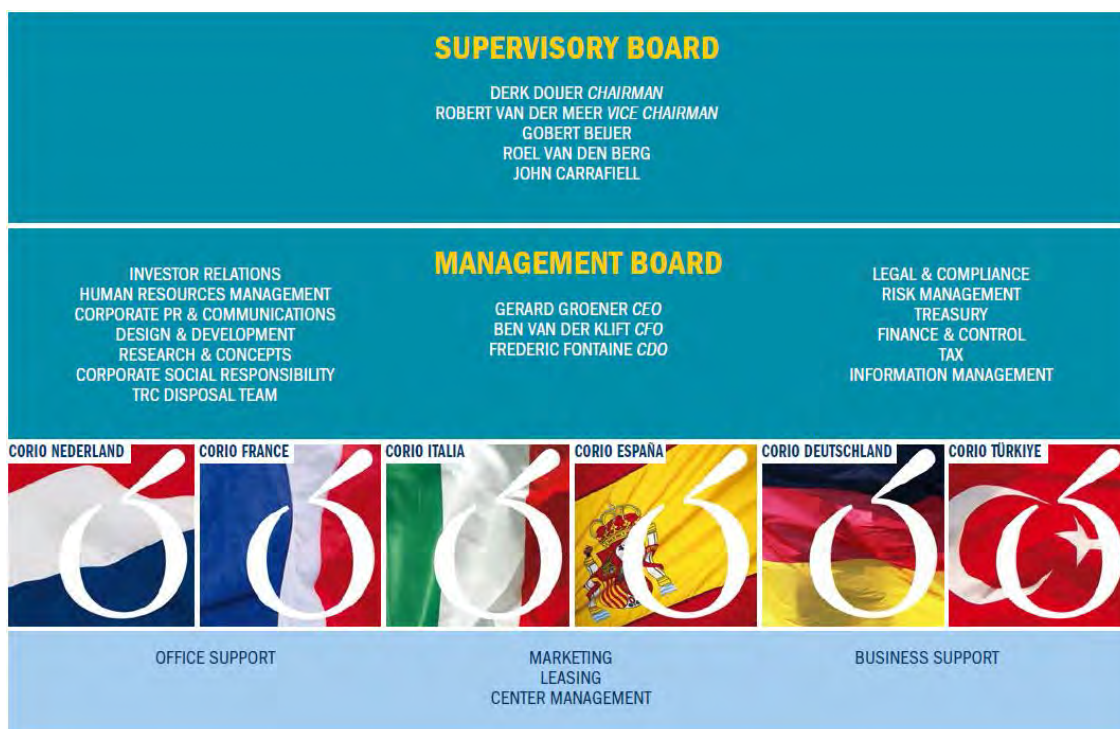 SUPERVISORY BOARD
DERK DOIJER CHAIRMAN
ROBERT VAN DER MEER VICE CHAIRMAN
GOBERT BEIJER
ROEL VAN DEN BERG
JOHN CARRAFIELL
MANAGEMENT BOARD
GERARD GROENER CEO
BEN VAN DER KLIFT CFO
FREDERIC FONTAINE CDO
INVESTOR RELATIONS
HUMAN RESOURCES MANAGEMENT
CORPORATE PR & COMMUNICATIONS
DESIGN & DEVELOPMENT
RESEARCH & CONCEPTS
CORPORATE SOCIAL RESPONSIBILITY
TRC DISPOSAL TEAM
LEGAL & COMPLIANCE
RISK MANAGEMENT
TREASURY
FINANCE & CONTROL
TAX
INFORMATION MANAGEMENT
CORIO NEDERLAND
CORIO FRANCE
CORIO ITALIA
CORIO ESPAÑA
CORIO DEUTSCHLAND
CORIO TÜRKIYE
OFFICE SUPPORT
MARKETING
LEASING
CENTER MANAGEMENT
BUSINESS SUPPORT